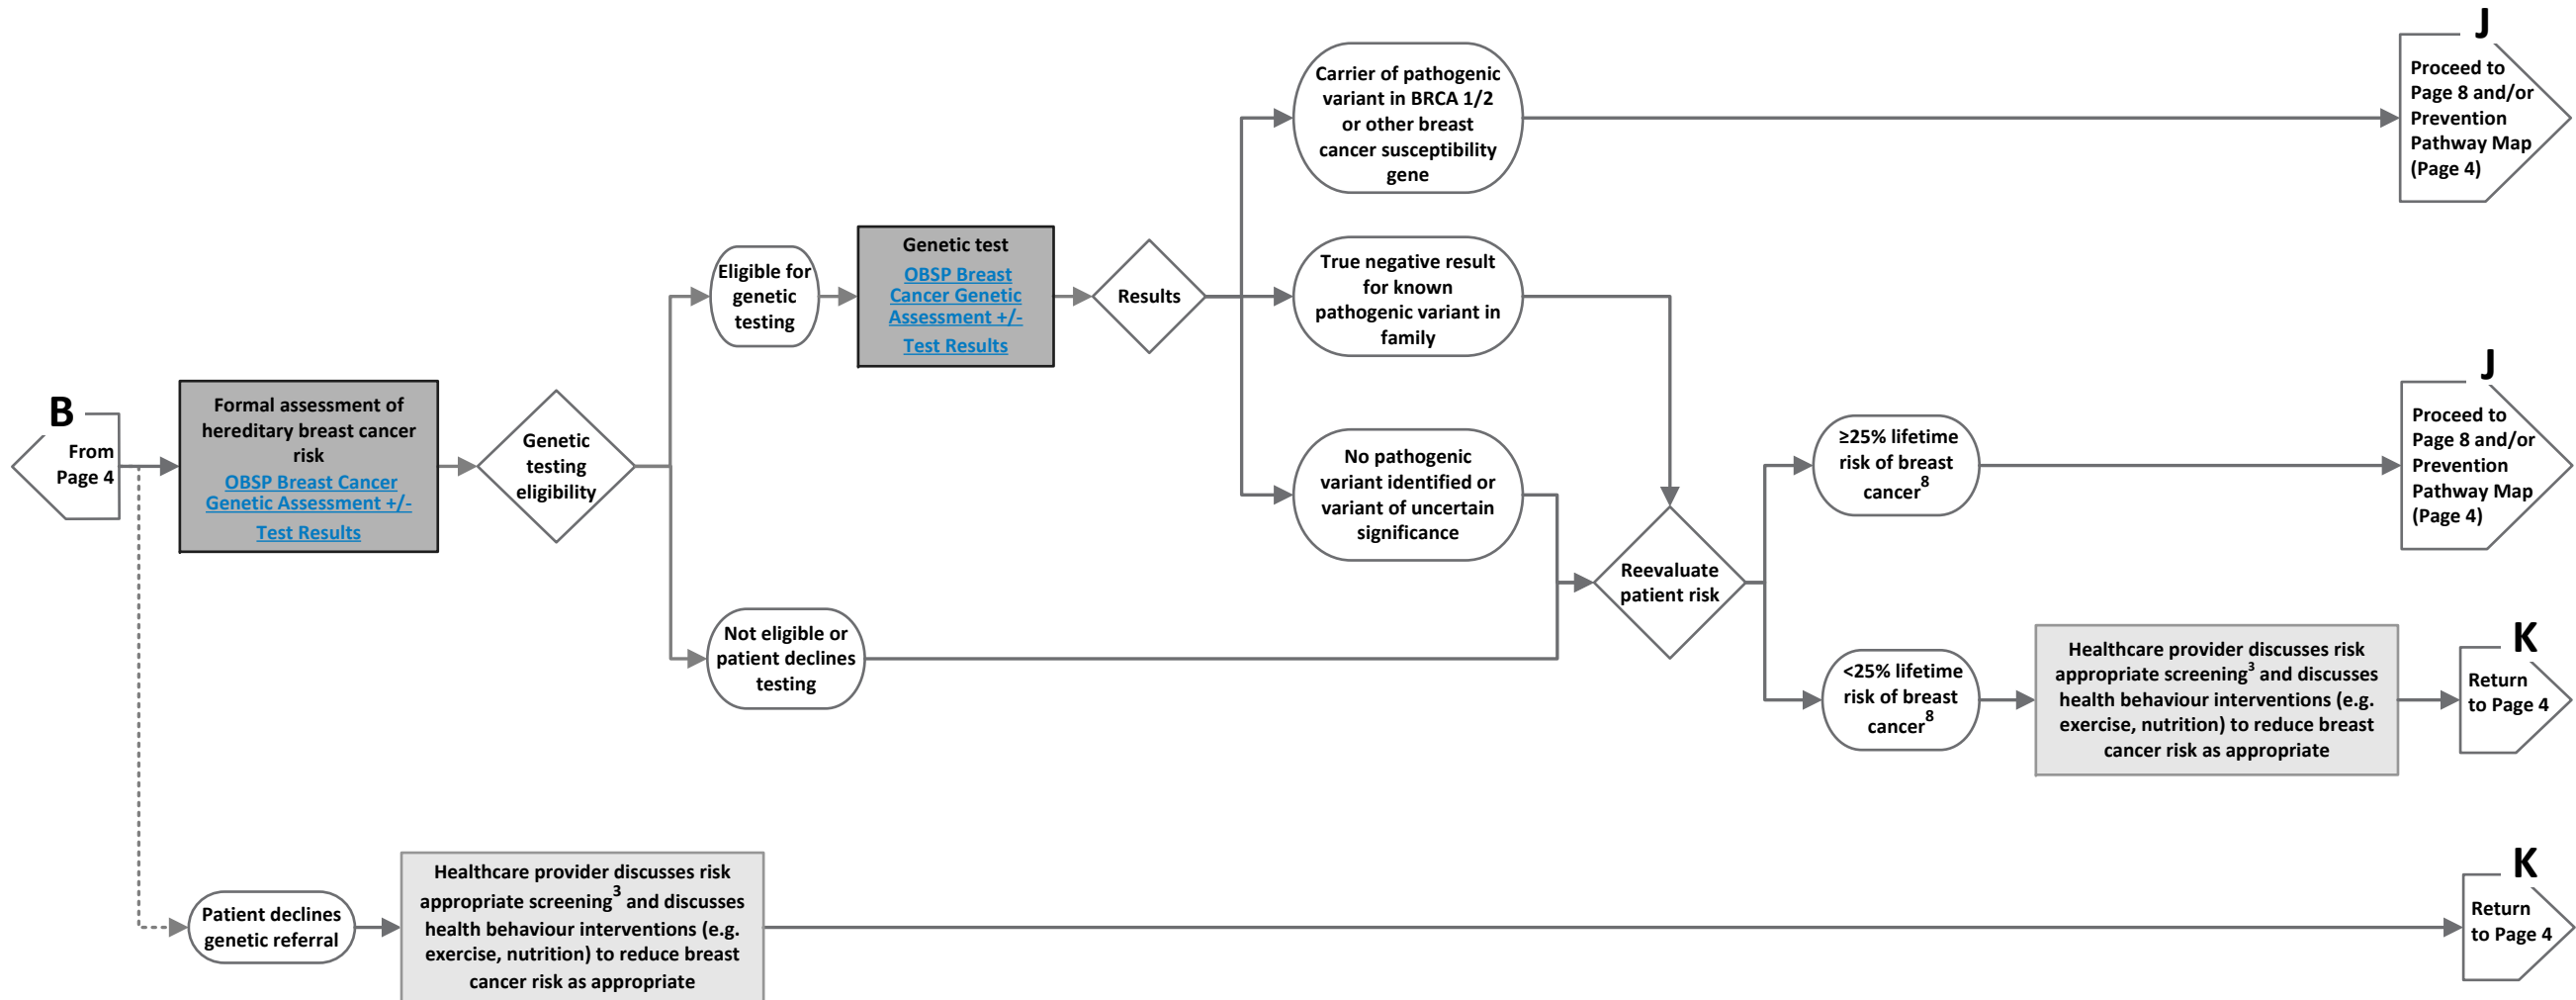 B
From
Page 4
Formal assessment of
hereditary breast cancer
risk
OBSP Breast Cancer
Genetic Assessment +/-
Test Results
Genetic
testing
eligibility
Eligible for
genetic
testing
Genetic test
OBSP Breast
Cancer Genetic
Assessment +/-
Test Results
Results
Carrier of pathogenic
variant in BRCA 1/2
or other breast
cancer susceptibility
gene
J
Proceed to
Page 8 and/or
Prevention
Pathway Map
(Page 4)
True negative result
for known
pathogenic variant in
family
No pathogenic
variant identified or
variant of uncertain
significance
Not eligible or
patient declines
testing
Reevaluate
patient risk
≥25% lifetime
risk of breast
cancer8
J
Proceed to
Page 8 and/or
Prevention
Pathway Map
(Page 4)
<25% lifetime
risk of breast
cancer8
Healthcare provider discusses risk
appropriate screening3 and discusses
health behaviour interventions (e.g.
exercise, nutrition) to reduce breast
cancer risk as appropriate
K
Return
to Page 4
Patient declines
genetic referral
Healthcare provider discusses risk
appropriate screening3 and discusses
health behaviour interventions (e.g.
exercise, nutrition) to reduce breast
cancer risk as appropriate
K
Return
to Page 4